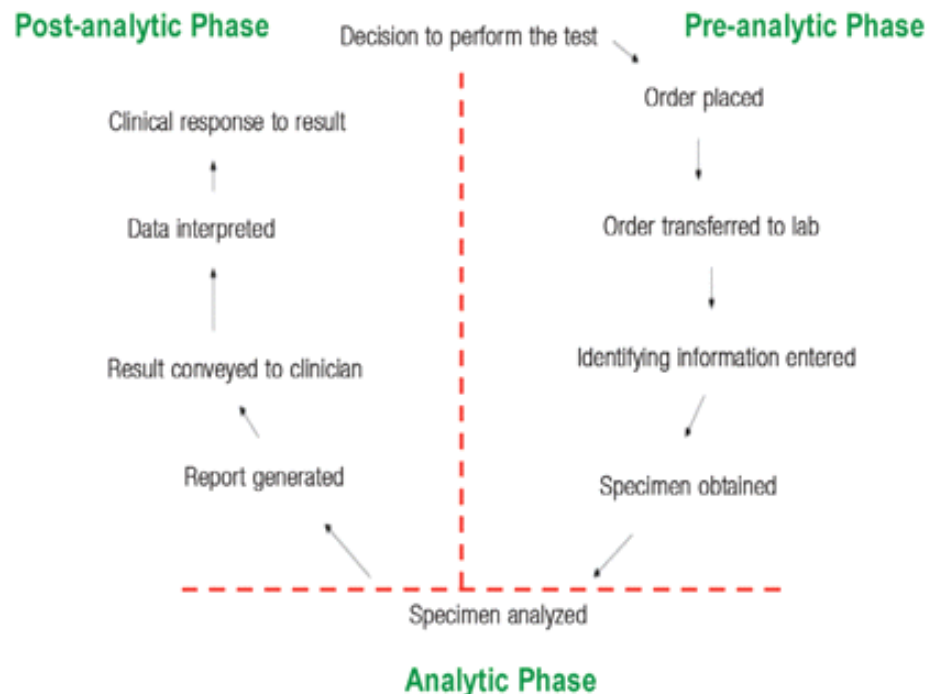 Post-analytic Phase
Decision to perform the test
Pre-analytic Phase
Order placed
Clinical response to result
Order transferred to lab
Data interpreted
Identifying information entered
Result conveyed to clinician
Report generated
Specimen obtained
Specimen analyzed
Analytic Phase